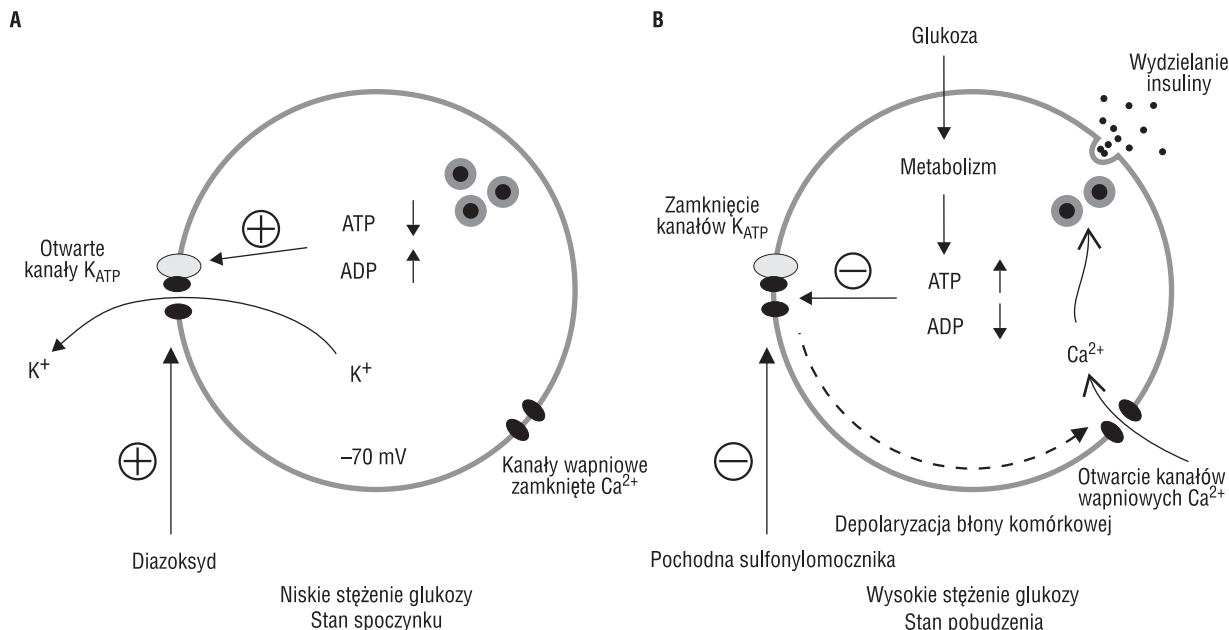 A
Otwarte
kanały K_ATP
ATP
ADP
K⁺
K⁺
–70 mV
Kanały wapniowe
zamknięte Ca²⁺
Diazoksyd
Niskie stężenie glukozy
Stan spoczynku
B
Glukoza
Wydzielanie
insuliny
Metabolizm
Zamknięcie
kanałów K_ATP
ATP
ADP
Ca²⁺
Otwarcie kanałów
wapniowych Ca²⁺
Depolaryzacja błony komórkowej
Pochodna sulfonylomocznika
Wysokie stężenie glukozy
Stan pobudzenia